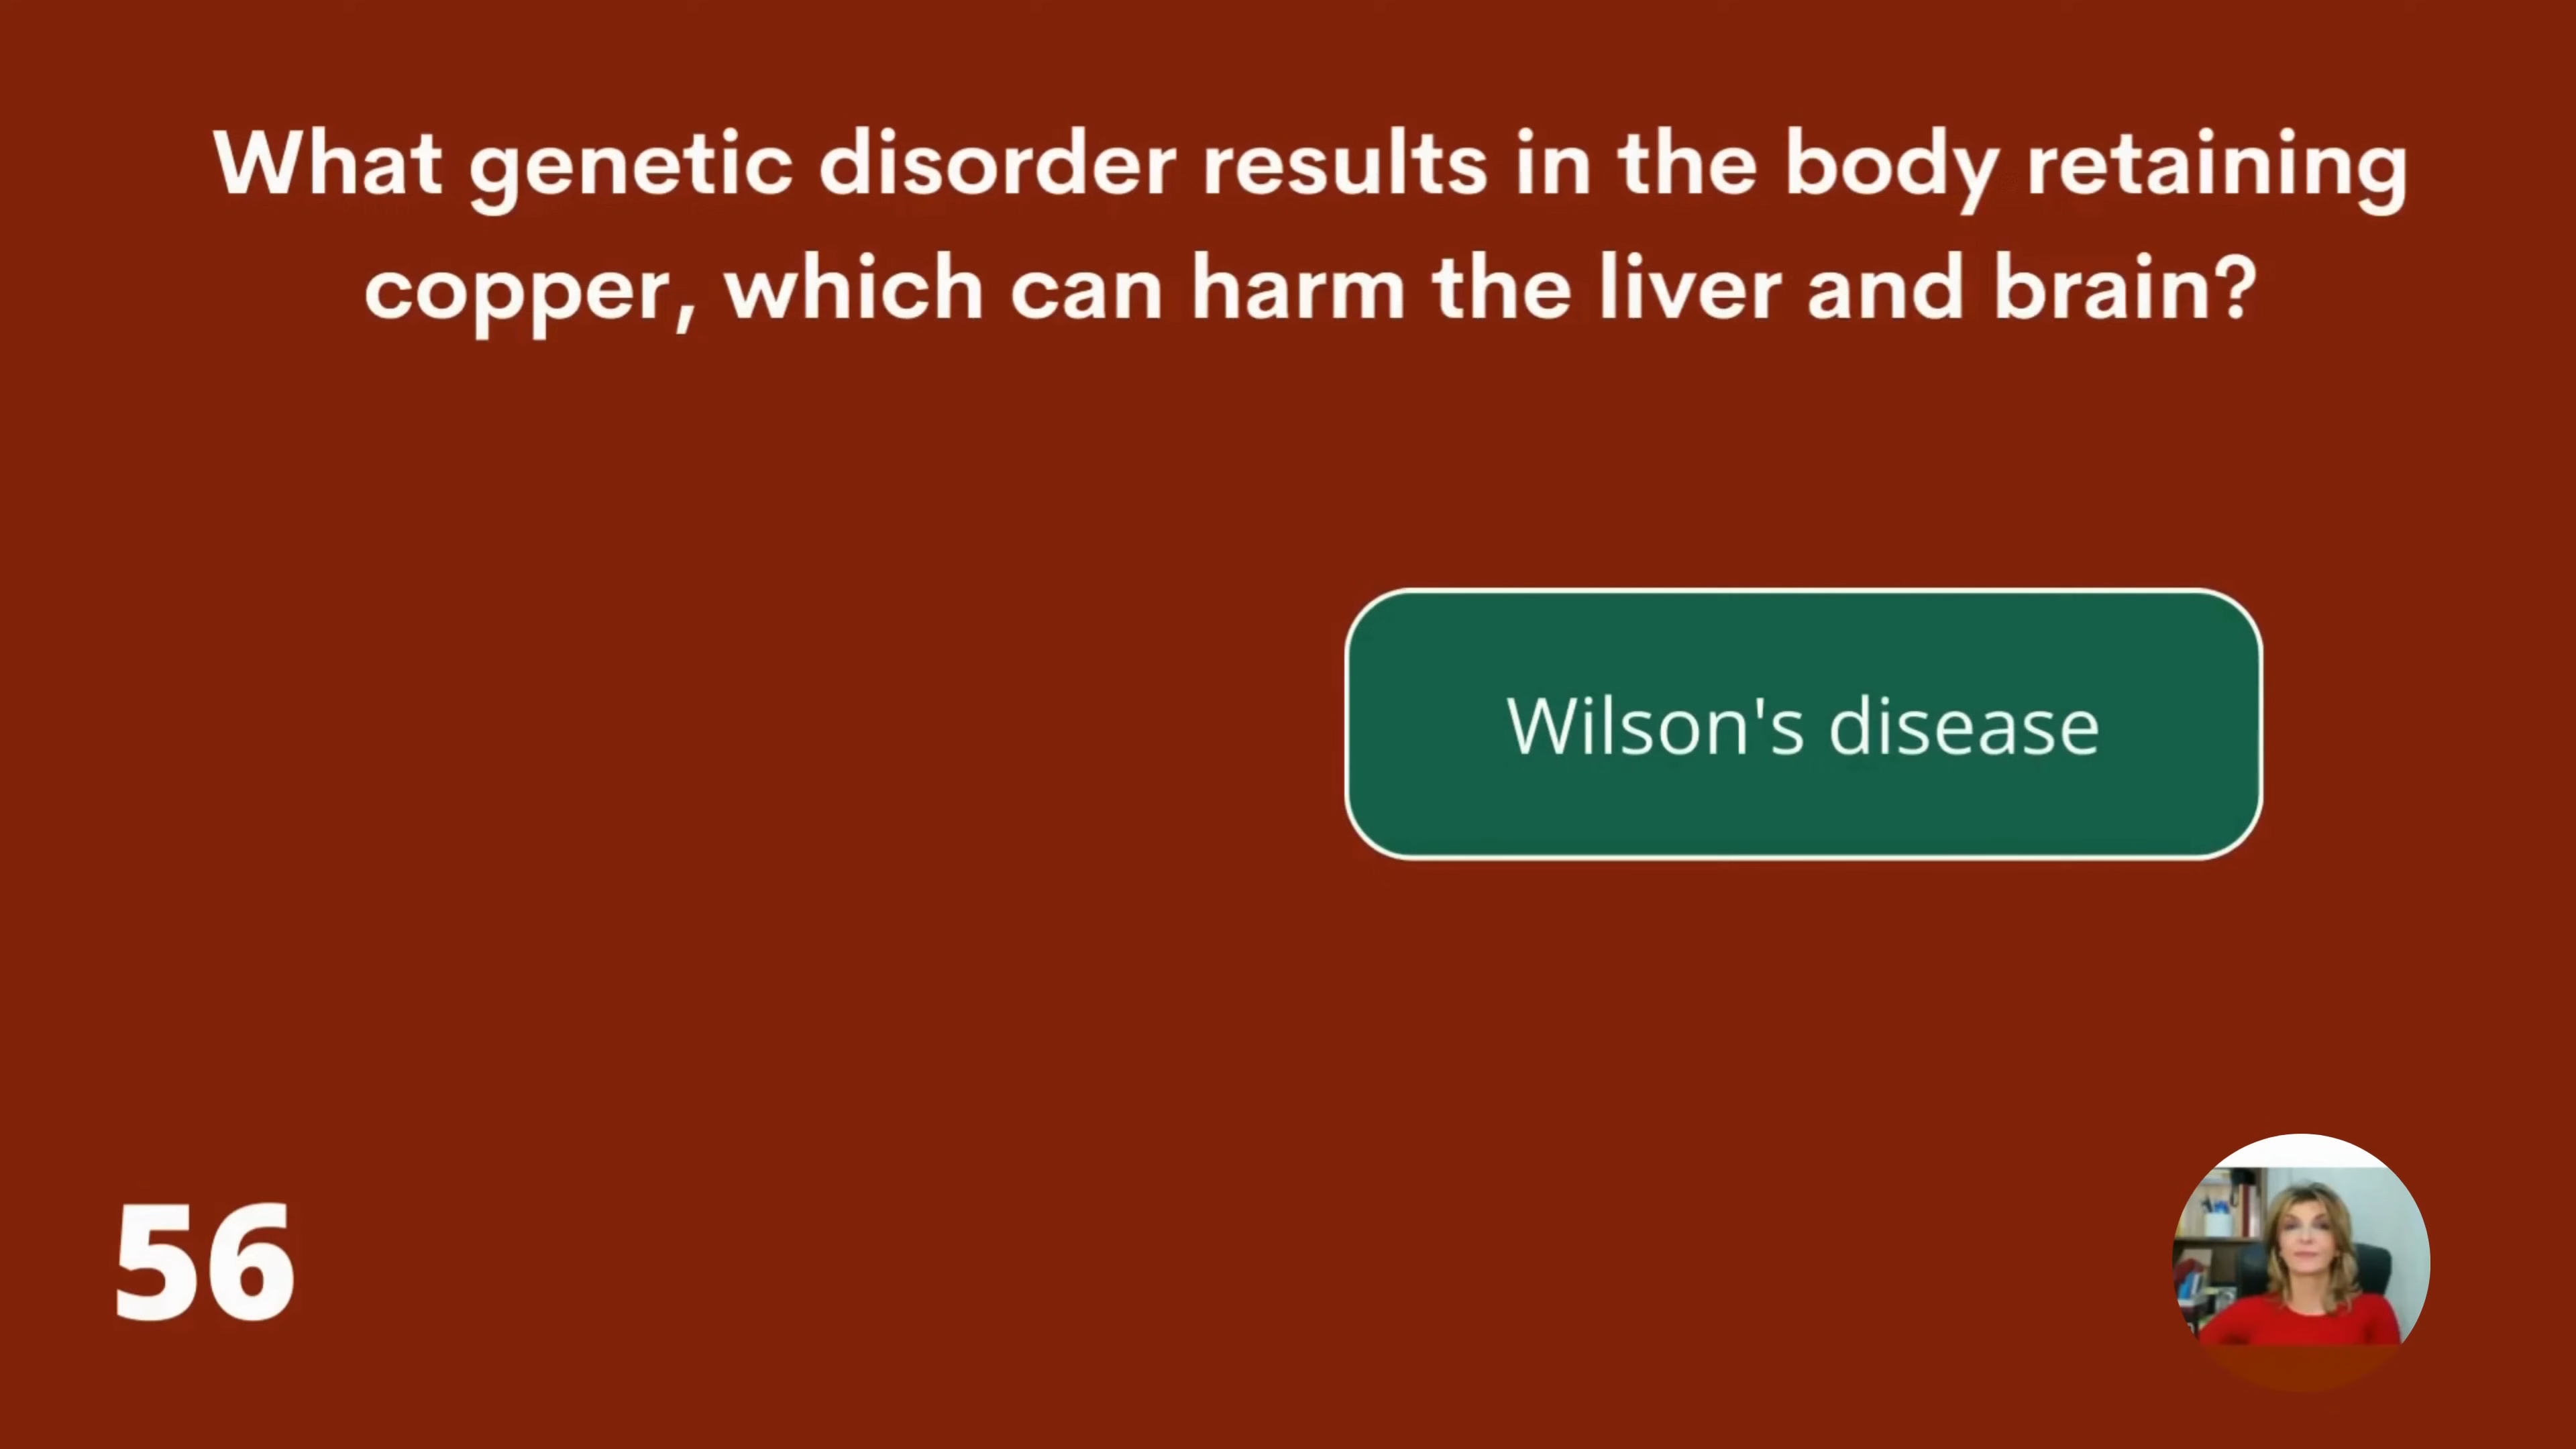 What genetic disorder results in the body retaining
copper, which can harm the liver and brain?
Wilson's disease
56